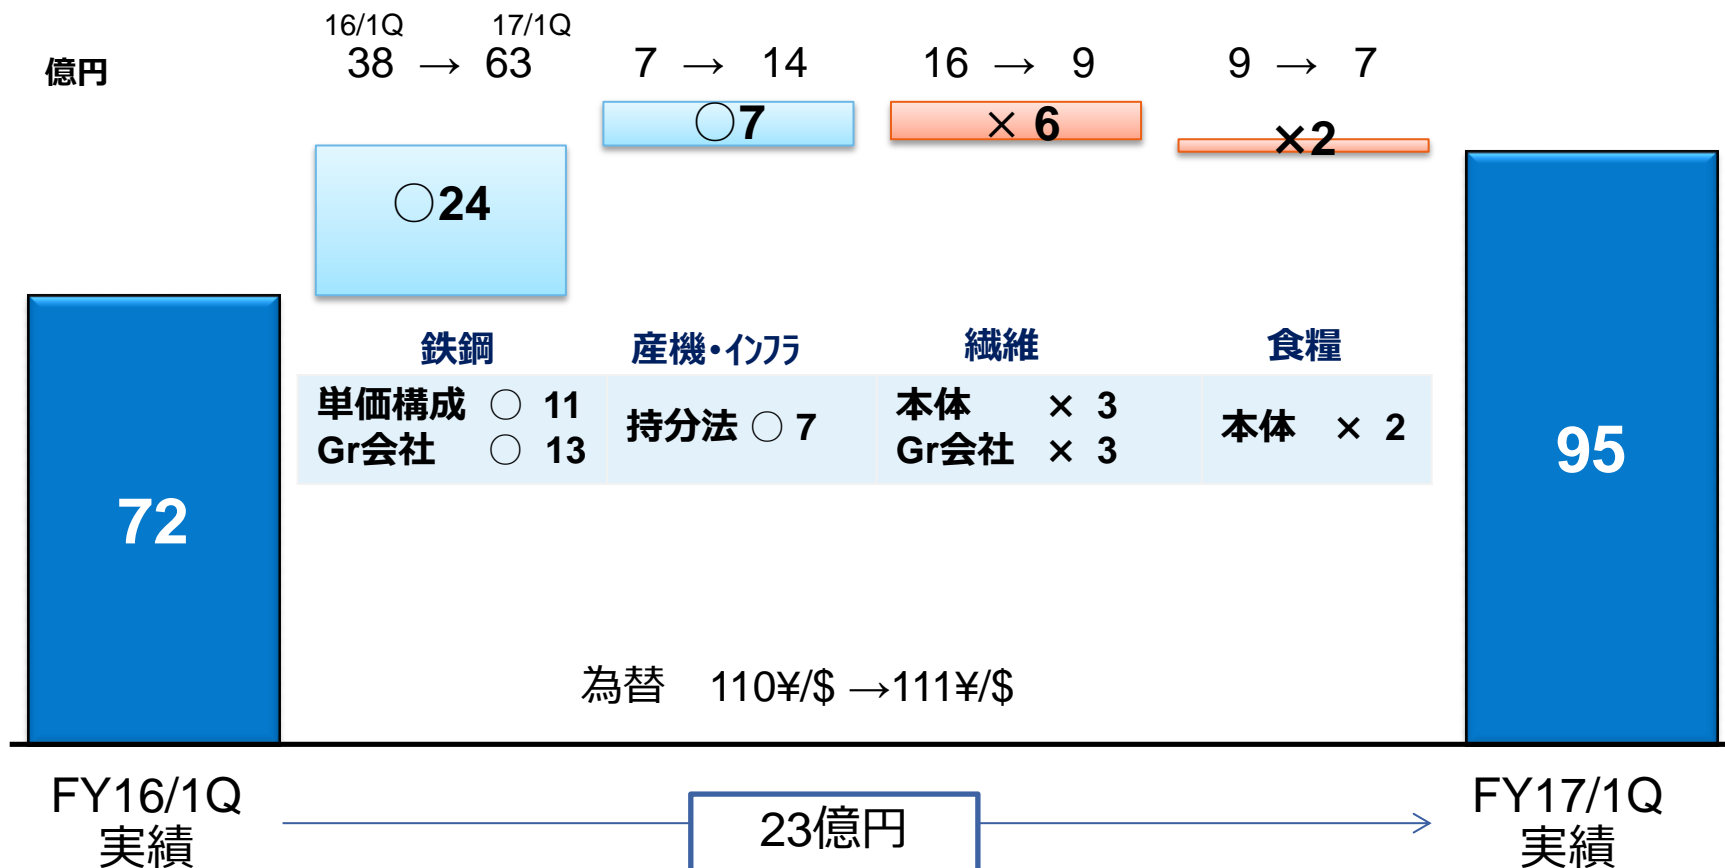 16/1Q 17/1Q
億円
38 → 63
7 → 14
16 → 9
9 → 7
○24
○7
× 6
×2
鉄鋼
産機・インフラ
繊維
食糧
単価構成 ○ 11
Gr会社 ○ 13
持分法 ○ 7
本体 × 3
Gr会社 × 3
本体 × 2
72
95
為替 110¥/$ →111¥/$
FY16/1Q
実績
23億円
FY17/1Q
実績